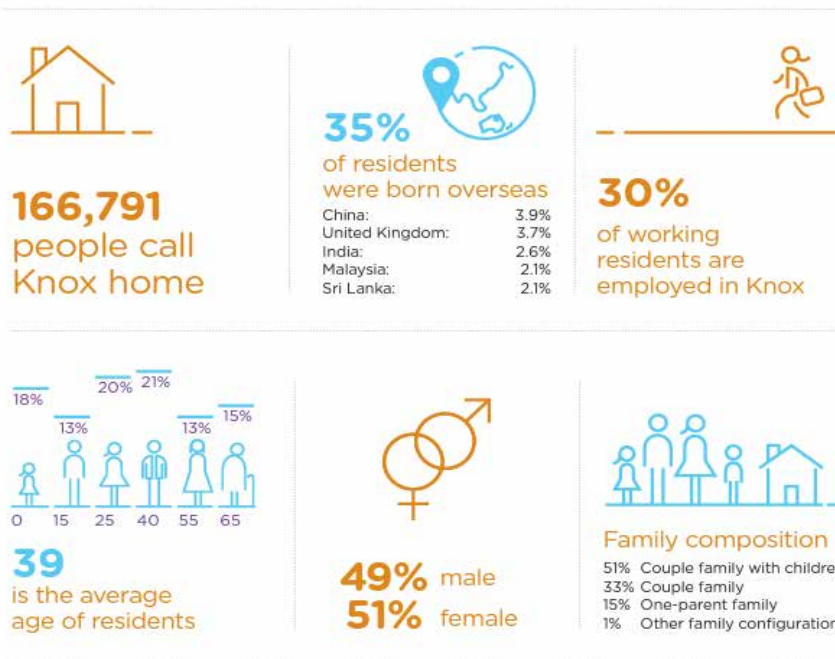 166,791
people call
Knox home
35%
of residents
were born overseas
China: 3.9%
United Kingdom: 3.7%
India: 2.6%
Malaysia: 2.1%
Sri Lanka: 2.1%
30%
of working
residents are
employed in Knox
18% 13% 20% 21% 13% 15%
0 15 25 40 55 65
39
is the average
age of residents
49% male
51% female
Family composition
51% Couple family with childre
33% Couple family
15% One-parent family
1% Other family configuration